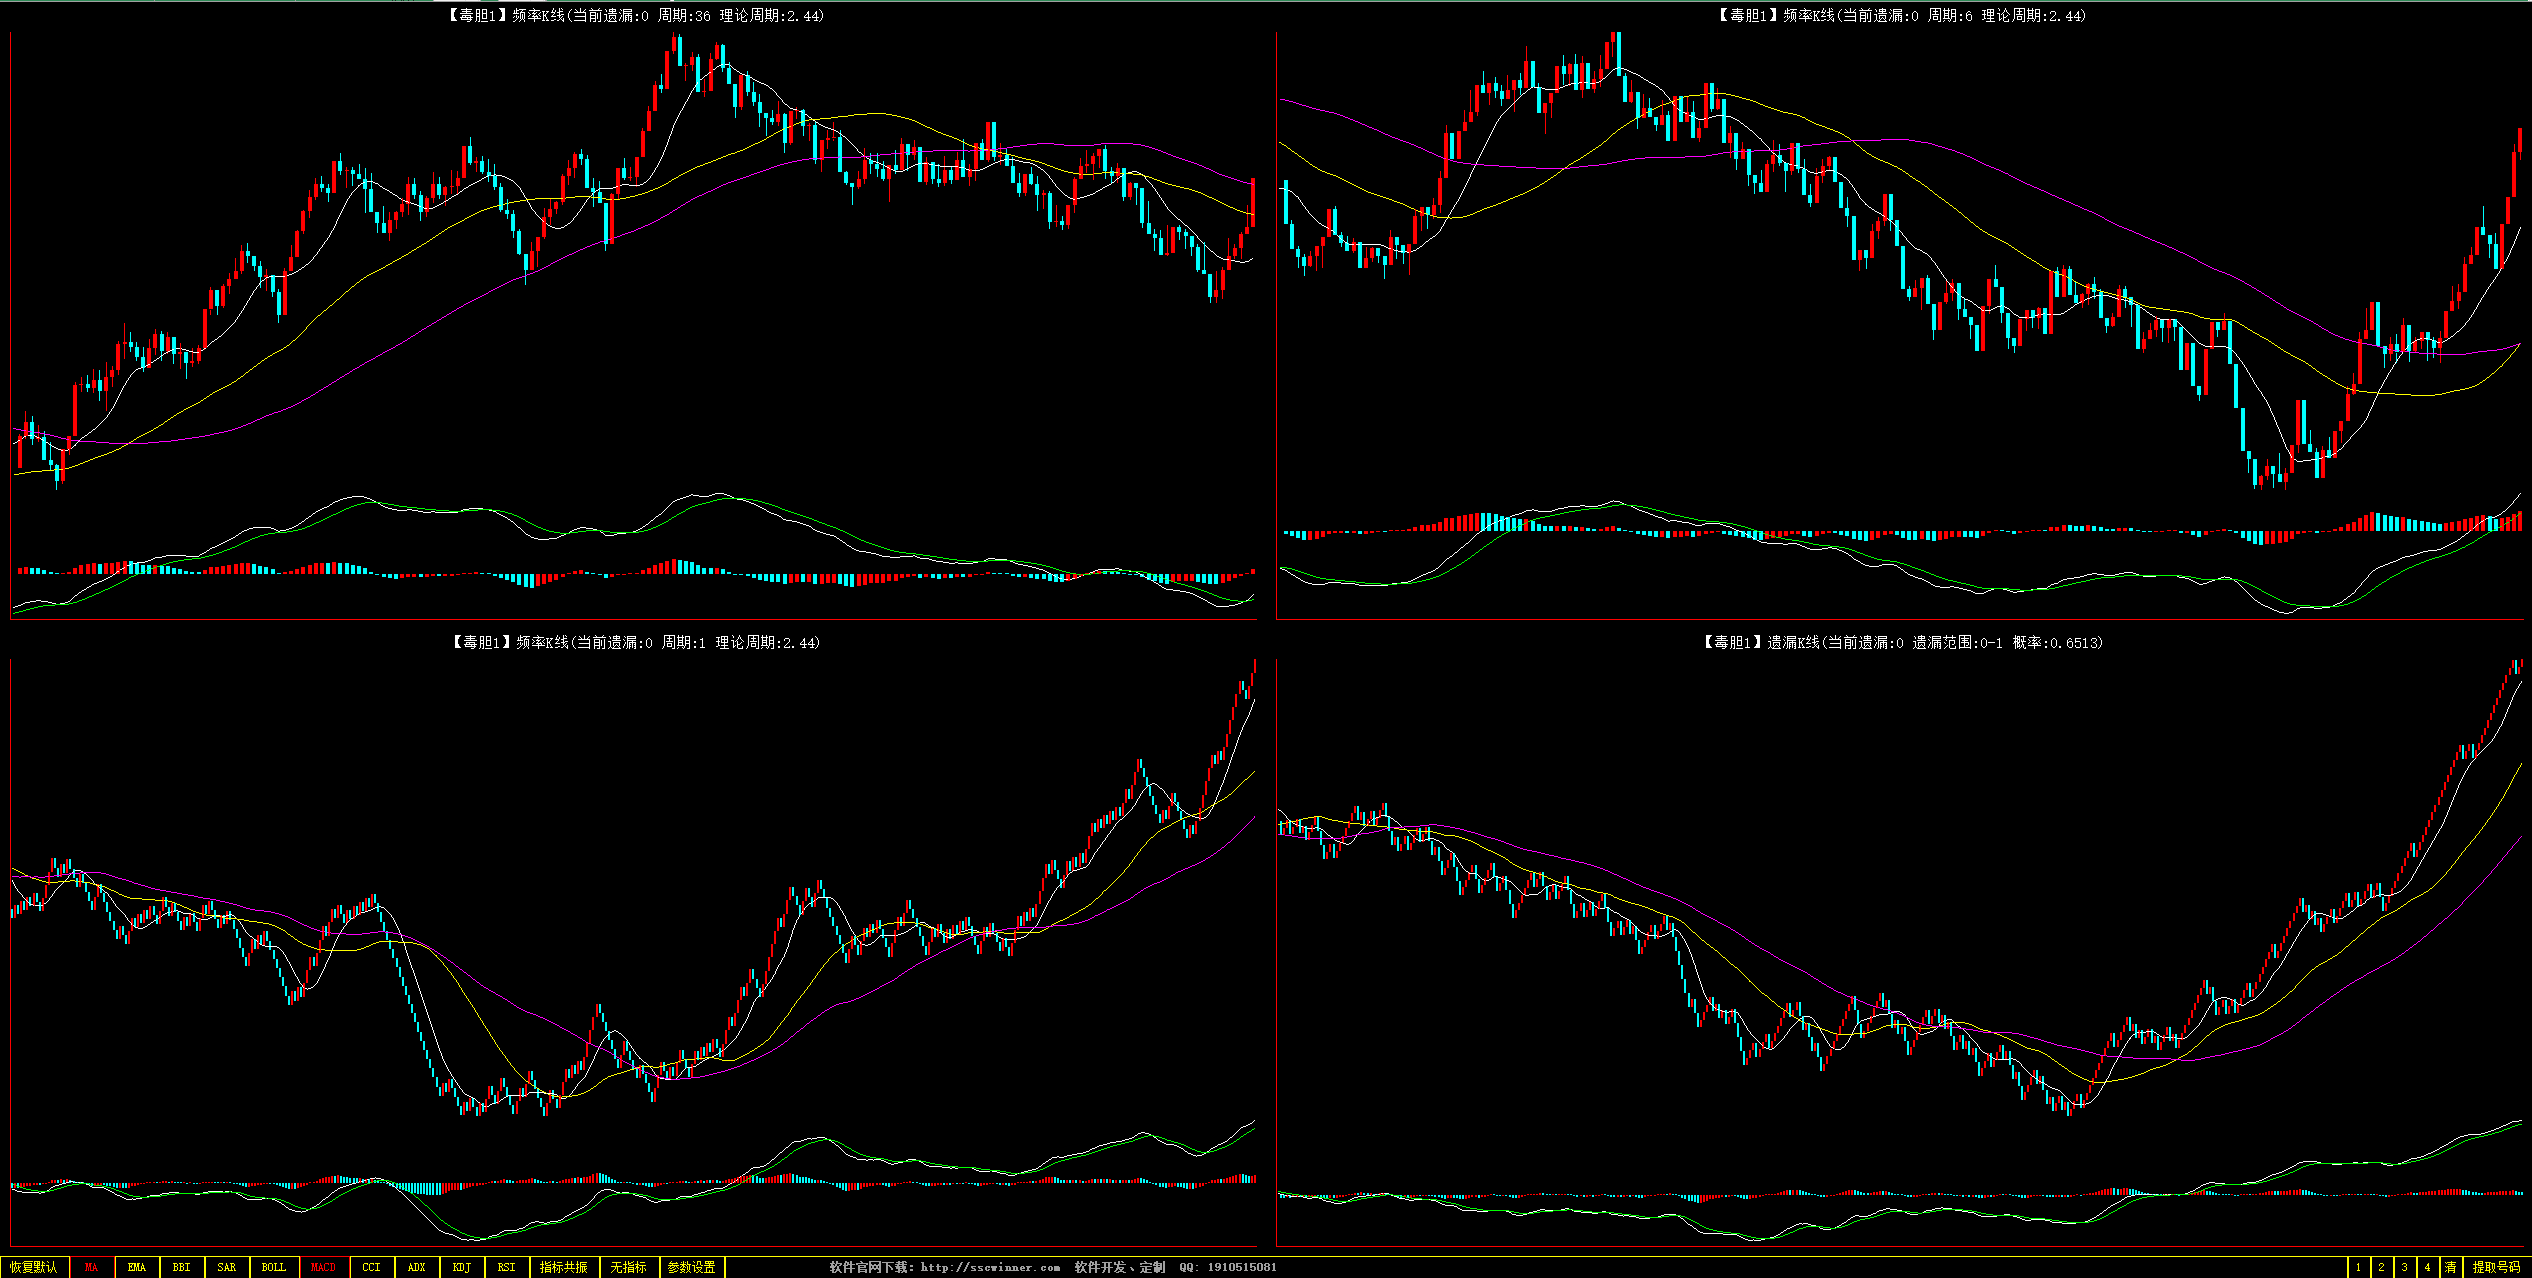 【毒胆1】频率K线(当前遗漏:0 周期:36 理论周期:2.44)
【毒胆1】频率K线(当前遗漏:0 周期:6 理论周期:2.44)
【毒胆1】频率K线(当前遗漏:0 周期:1 理论周期:2.44)
【毒胆1】遗漏K线(当前遗漏:0 遗漏范围:0-1 概率:0.6513)
恢复默认 MA EMA BBI SAR BOLL MACD CCI ADX KDJ RSI 指标共振 无指标 参数设置 软件官网下载: http://sscwinner.com 软件开发、定制 QQ: 1910515081 1 2 3 4 清 提取号码